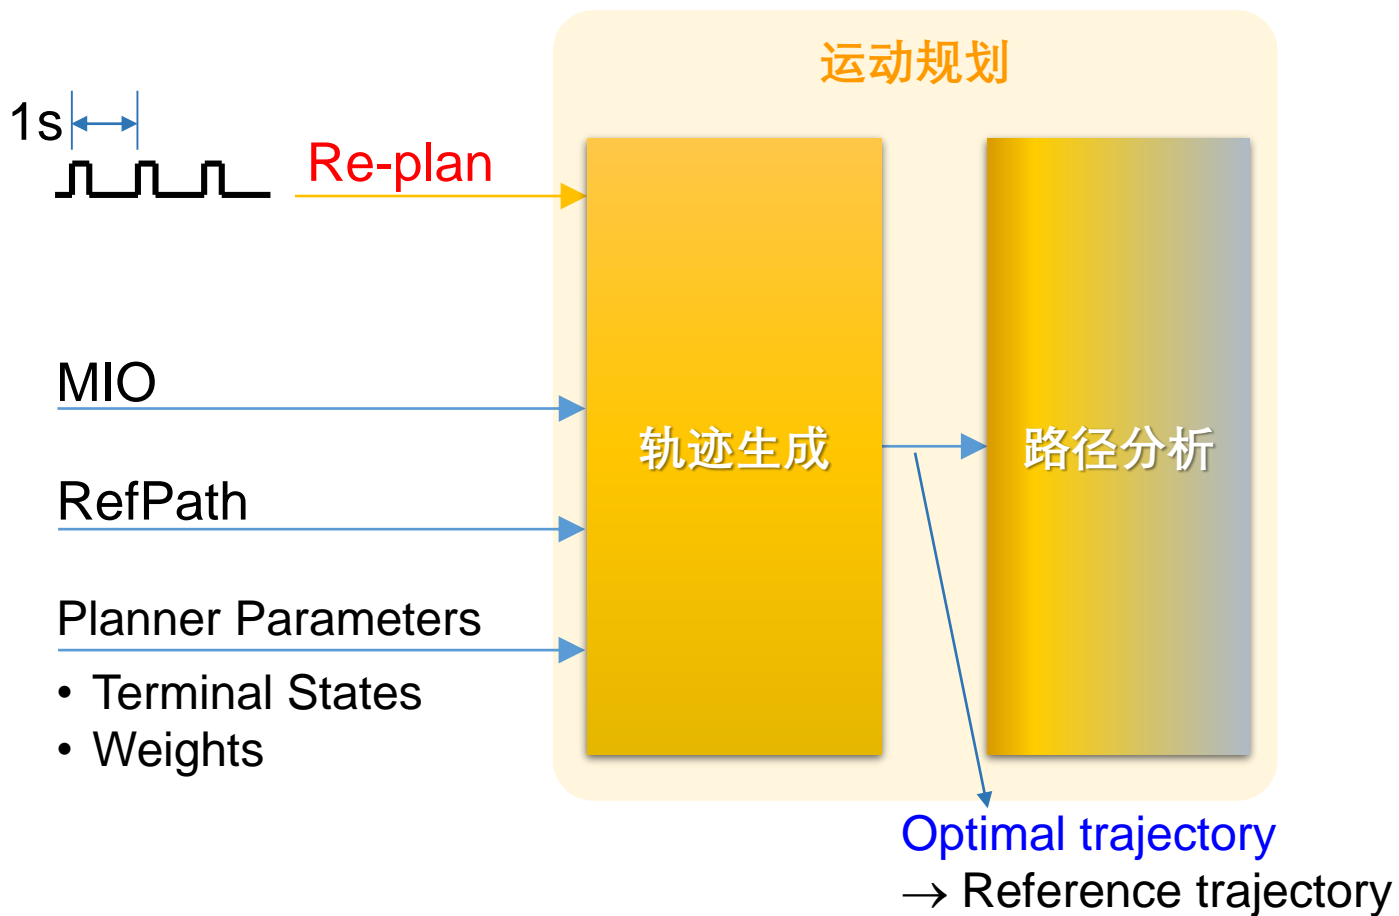 运动规划
1s
Re-plan
MIO
轨迹生成
路径分析
RefPath
Planner Parameters
• Terminal States
• Weights
Optimal trajectory
→ Reference trajectory